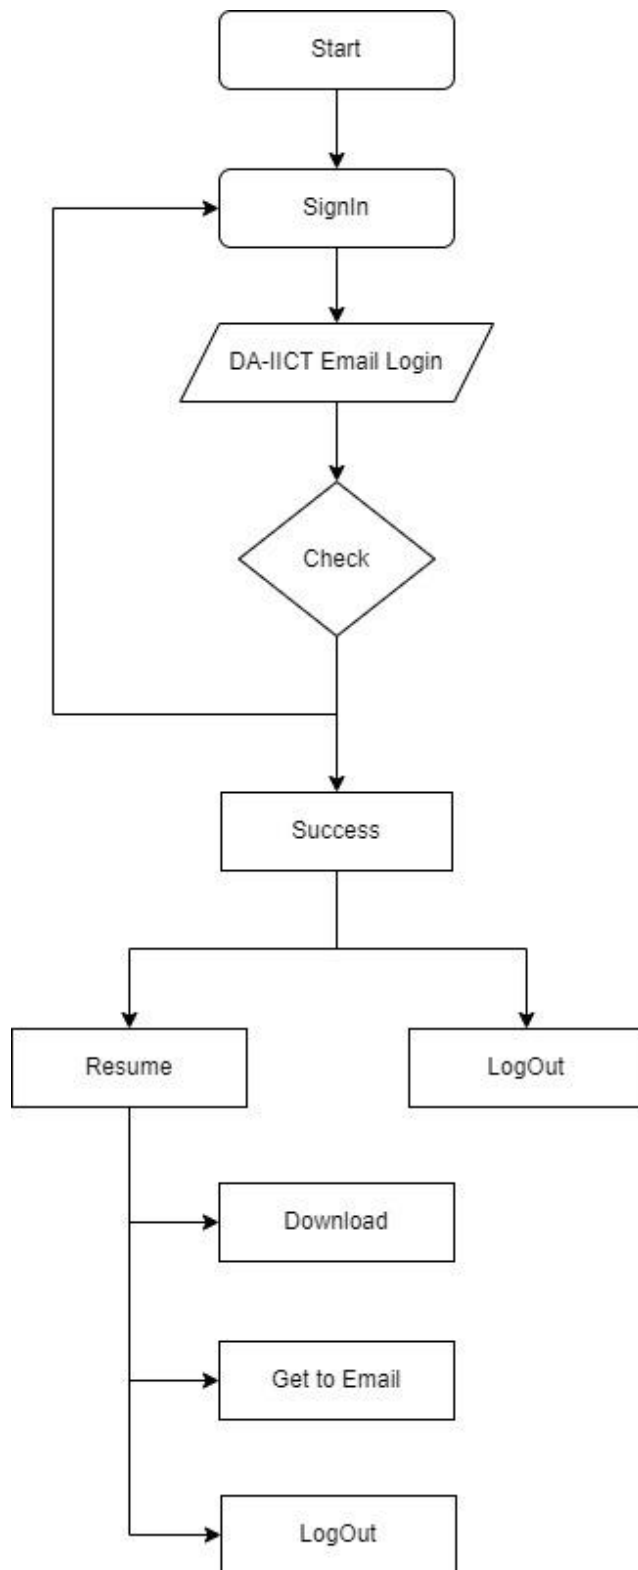 Start
SignIn
DA-IICT Email Login
Check
Success
Resume
LogOut
Download
Get to Email
LogOut